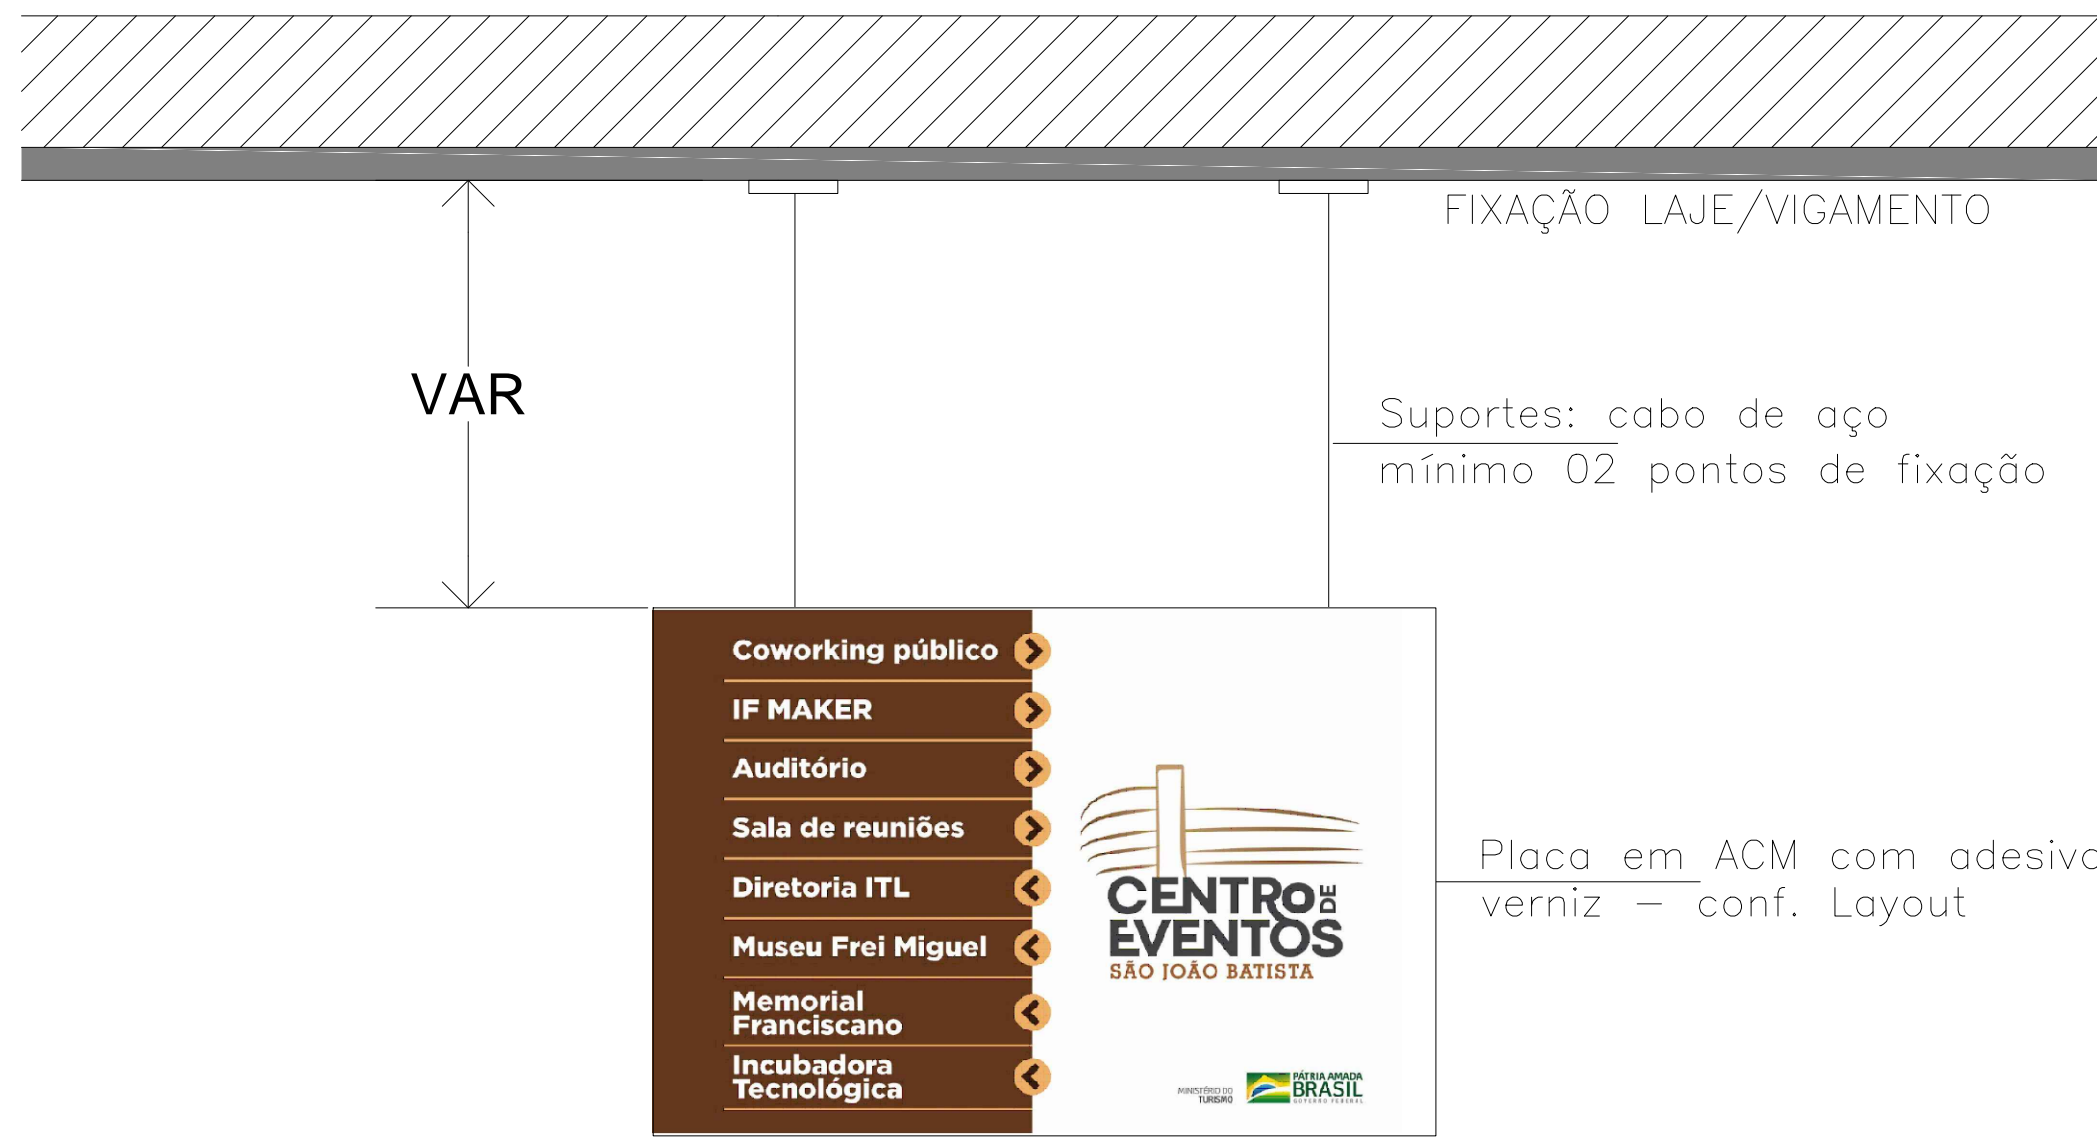 FIXAÇÃO LAJE/VIGAMENTO
VAR
Suportes: cabo de aço
mínimo 02 pontos de fixação
Coworking público
IF MAKER
Auditório
Sala de reuniões
Diretoria ITL
Museu Frei Miguel
Memorial
Franciscano
Incubadora
Tecnológica
CENTRO DE
EVENTOS
SÃO JOÃO BATISTA
MINISTÉRIO DO
TURISMO
PÁTRIA AMADA
BRASIL
GOVERNO FEDERAL
Placa em ACM com adesivo
verniz – conf. Layout